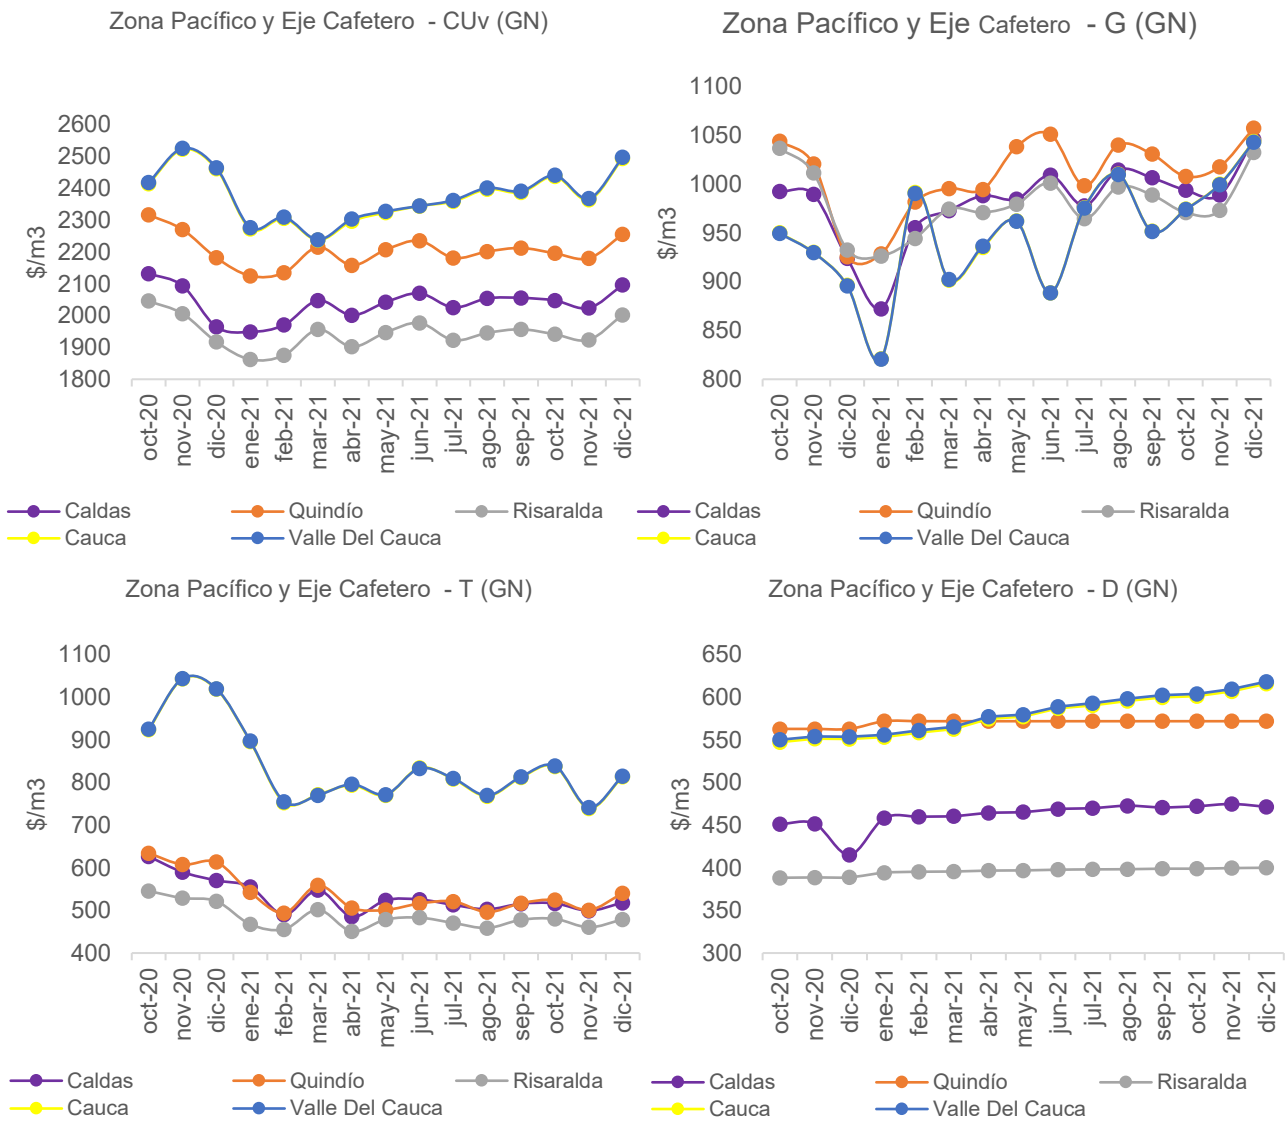 Zona Pacífico y Eje Cafetero - CUv (GN)
$/m3
2600
2500
2400
2300
2200
2100
2000
1900
1800
oct-20
nov-20
dic-20
ene-21
feb-21
mar-21
abr-21
may-21
jun-21
jul-21
ago-21
sep-21
oct-21
nov-21
dic-21
Caldas Quindío Risaralda
Cauca Valle Del Cauca
Zona Pacífico y Eje Cafetero - G (GN)
$/m3
1100
1050
1000
950
900
850
800
oct-20
nov-20
dic-20
ene-21
feb-21
mar-21
abr-21
may-21
jun-21
jul-21
ago-21
sep-21
oct-21
nov-21
dic-21
Caldas Quindío Risaralda
Cauca Valle Del Cauca
Zona Pacífico y Eje Cafetero - T (GN)
$/m3
1100
1000
900
800
700
600
500
400
oct-20
nov-20
dic-20
ene-21
feb-21
mar-21
abr-21
may-21
jun-21
jul-21
ago-21
sep-21
oct-21
nov-21
dic-21
Caldas Quindío Risaralda
Cauca Valle Del Cauca
Zona Pacífico y Eje Cafetero - D (GN)
$/m3
650
600
550
500
450
400
350
300
oct-20
nov-20
dic-20
ene-21
feb-21
mar-21
abr-21
may-21
jun-21
jul-21
ago-21
sep-21
oct-21
nov-21
dic-21
Caldas Quindío Risaralda
Cauca Valle Del Cauca